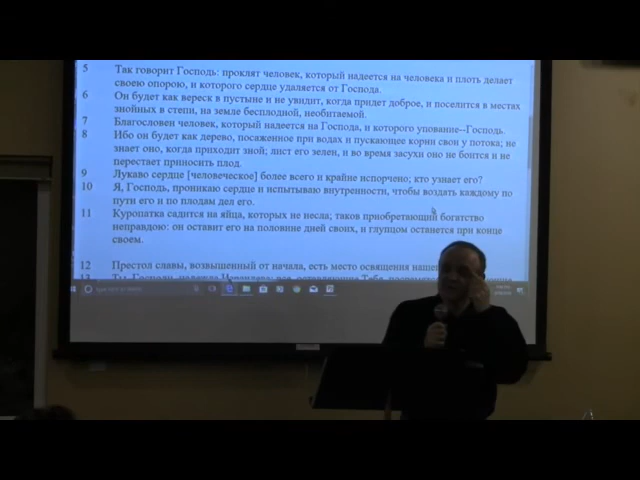 5 Так говорит Господь: проклят человек, который надеется на человека и плоть делает
своею опорою, и которого сердце удаляется от Господа.
6 Он будет как вереск в пустыне и не увидит, когда придет доброе, и поселится в местах
знойных в степи, на земле бесплодной, необитаемой.
7 Благословен человек, который надеется на Господа, и которого упование--Господь.
8 Ибо он будет как дерево, посаженное при водах и пускающее корни свои у потока; не
знает оно, когда приходит зной; лист его зелен, и во время засухи оно не боится и не
перестает приносить плод.
9 Лукаво сердце [человеческое] более всего и крайне испорчено; кто узнает его?
10 Я, Господь, проникаю сердце и испытываю внутренности, чтобы воздать каждому по
пути его и по плодам дел его.
11 Куропатка садится на яйца, которых не несла; таков приобретающий богатство
неправдою: он оставит его на половине дней своих, и глупцом останется при конце
своем.
12 Престол славы, возвышенный от начала, есть место освящения